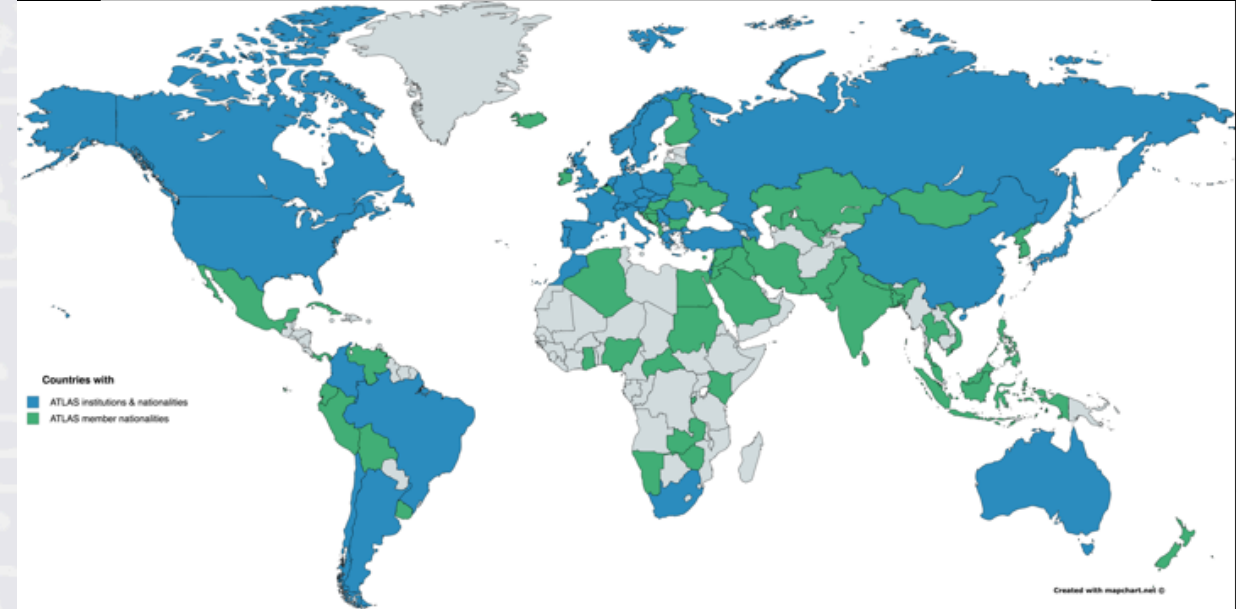 Countries with
ATLAS institutions & nationalities
ATLAS member nationalities
Created with mapchart.net ©